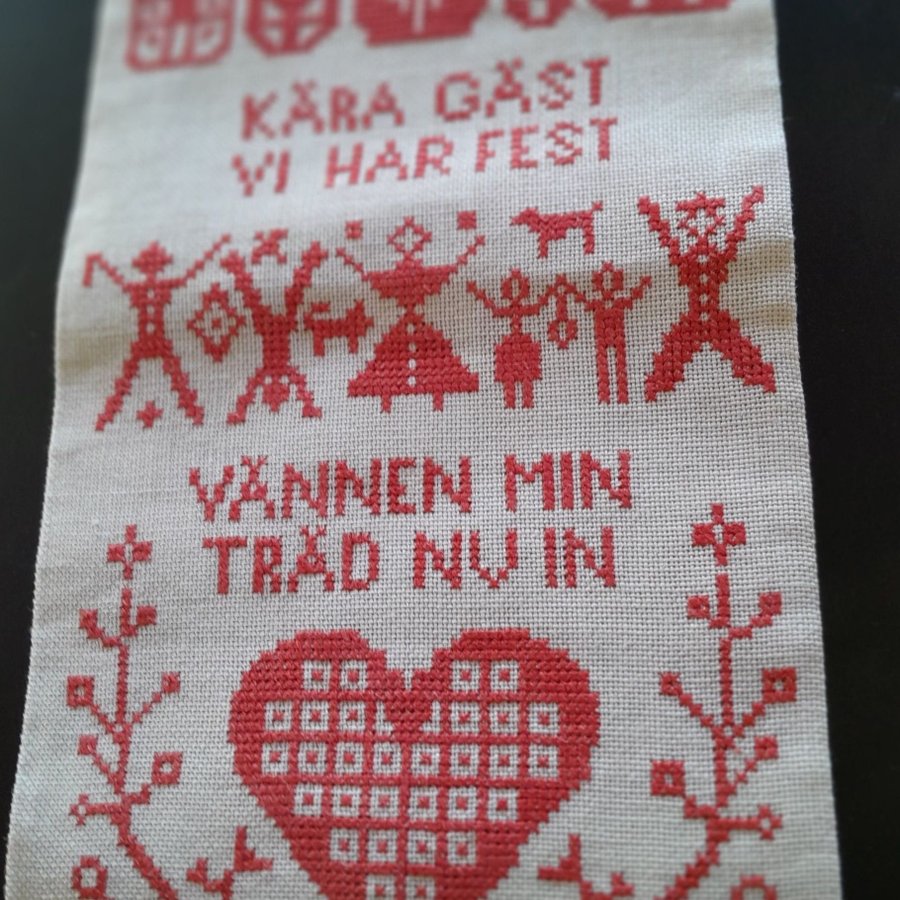 KÄRA GÄST
VI HAR FEST
VÄNNEN MIN
TRÄD NU IN